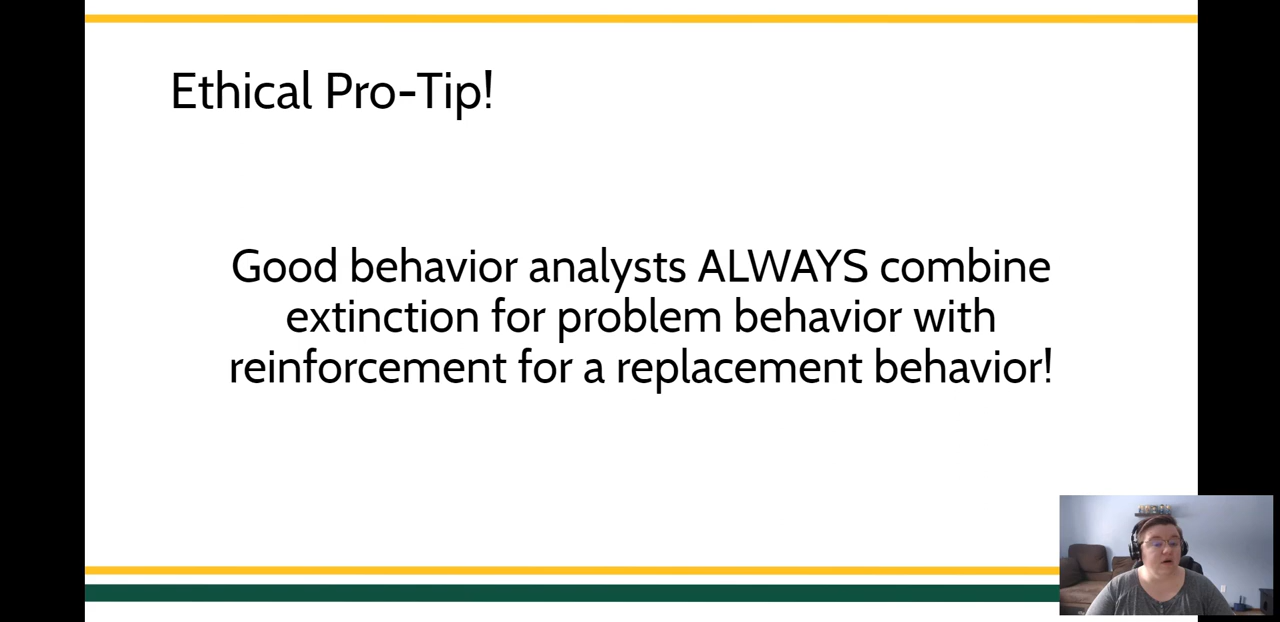 Ethical Pro-Tip!
Good behavior analysts ALWAYS combine
extinction for problem behavior with
reinforcement for a replacement behavior!